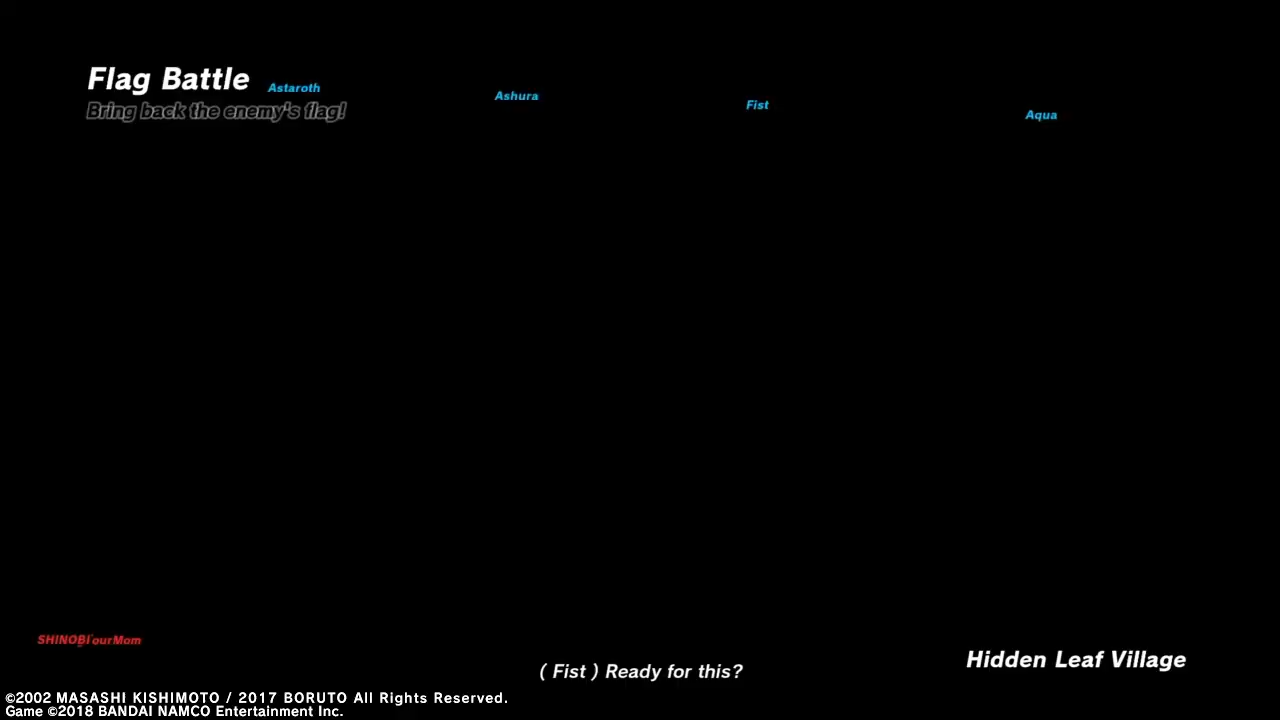 Flag Battle
Astaroth
Ashura
Fist
Aqua
Bring back the enemy's flag!
( Fist ) Ready for this?
Hidden Leaf Village
©2002 MASASHI KISHIMOTO / 2017 BORUTO All Rights Reserved.
Game ©2018 BANDAI NAMCO Entertainment Inc.